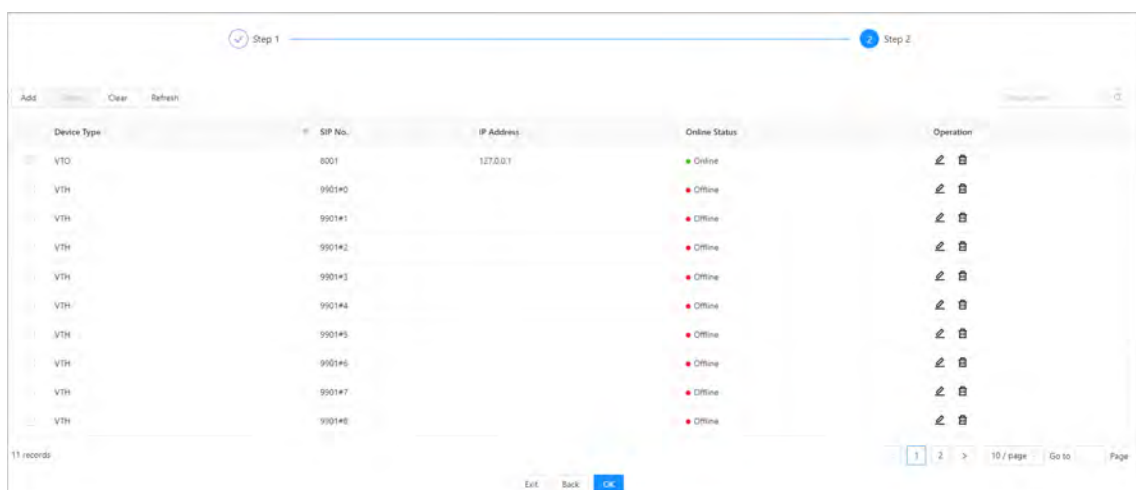 Step 1 2 Step 2
Add Clear Refresh
Device Type SIP No. IP Address Online Status Operation
VTO 8001 127.0.0.1 Online
VTH 9901#0 Offline
VTH 9901#1 Offline
VTH 9901#2 Offline
VTH 9901#3 Offline
VTH 9901#4 Offline
VTH 9901#5 Offline
VTH 9901#6 Offline
VTH 9901#7 Offline
VTH 9901#8 Offline
11 records 1 2 > 10 / page Go to Page
Exit Back OK